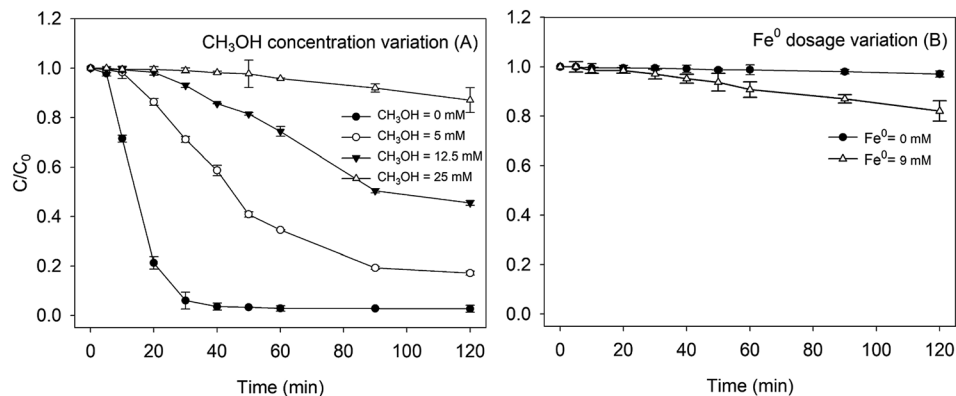 CH₃OH concentration variation (A)
1.2
1.0
0.8
0.6
0.4
0.2
0.0
C/C₀
CH₃OH = 0 mM
CH₃OH = 5 mM
CH₃OH = 12.5 mM
CH₃OH = 25 mM
0 20 40 60 80 100 120
Time (min)
Fe⁰ dosage variation (B)
1.2
1.0
0.8
0.6
0.4
0.2
0.0
Fe⁰= 0 mM
Fe⁰= 9 mM
0 20 40 60 80 100 120
Time (min)